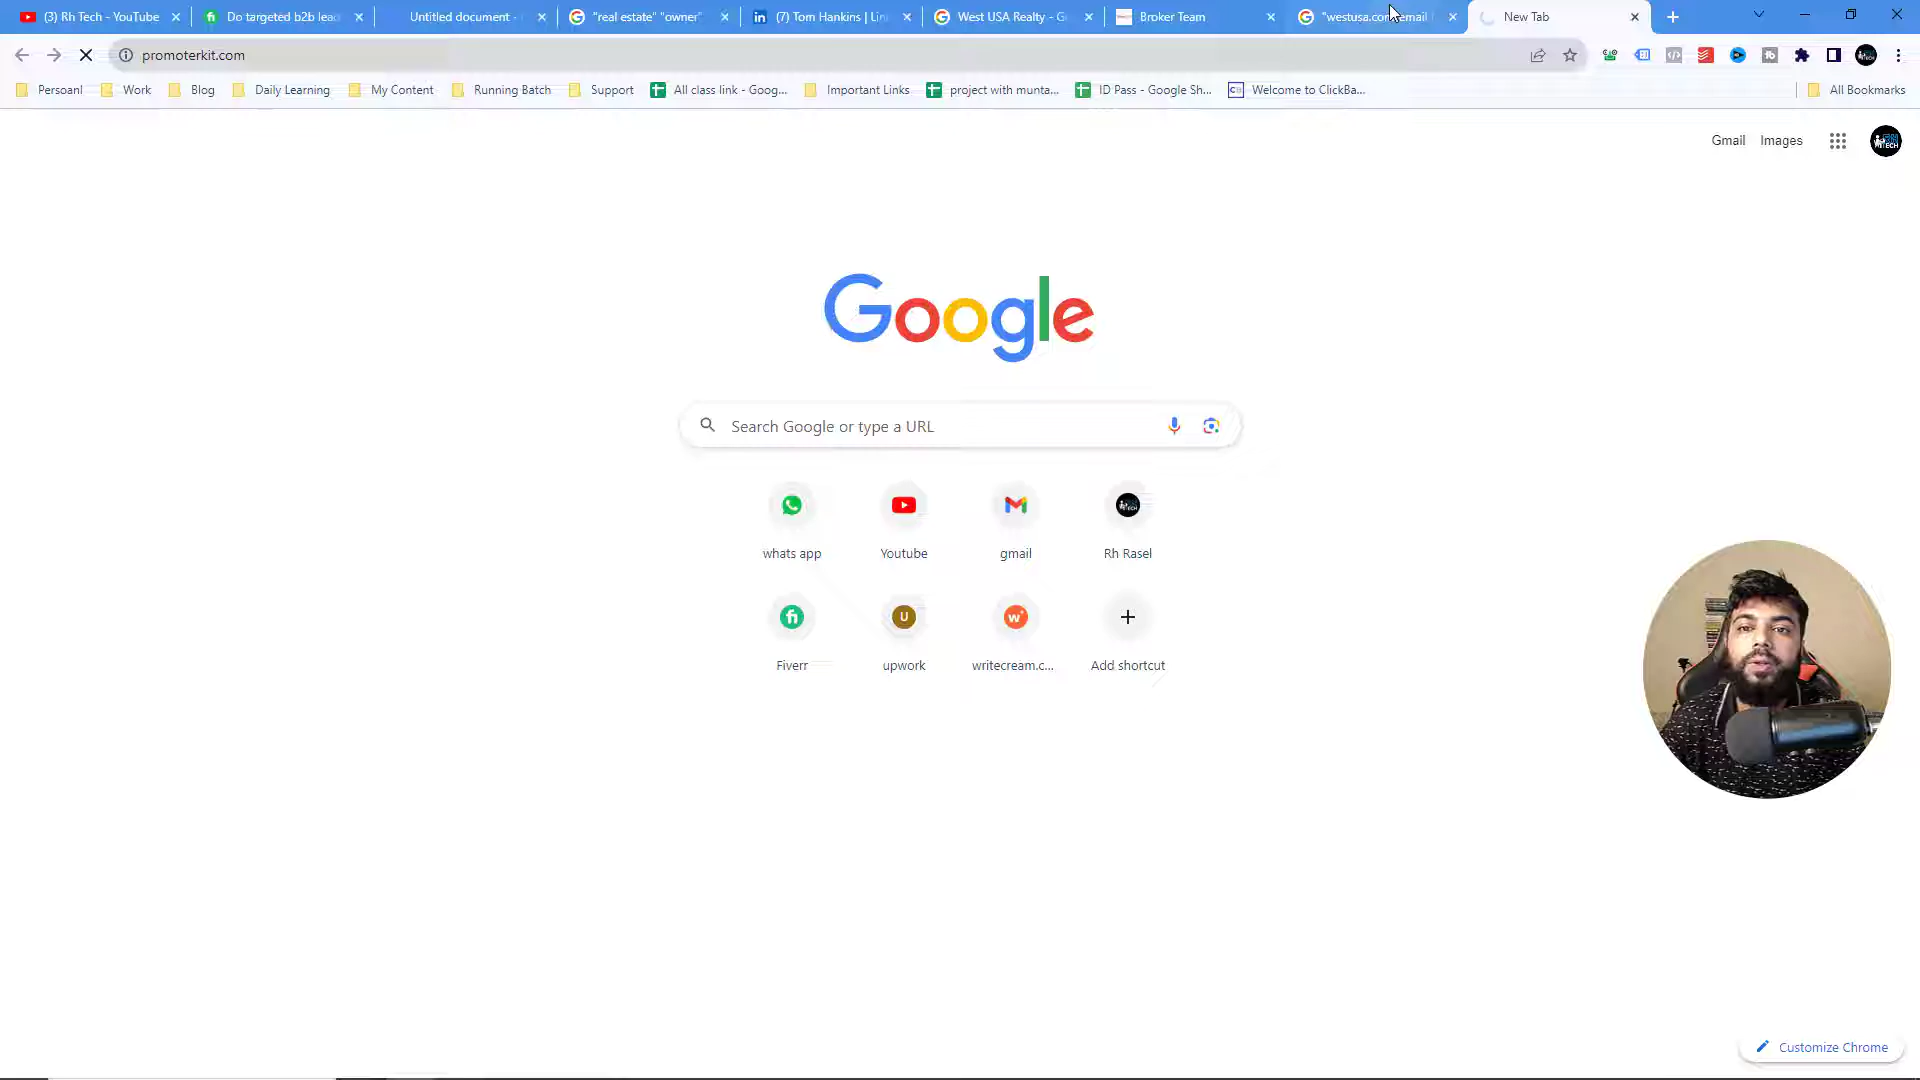 (3) Rh Tech - YouTube
Do targeted b2b lead
Untitled document -
"real estate" "owner"
(7) Tom Hankins | Lin
West USA Realty - G
Broker Team
"westusa.com" email
New Tab
promoterkit.com
Persoanl
Work
Blog
Daily Learning
My Content
Running Batch
Support
All class link - Goog...
Important Links
project with munta...
ID Pass - Google Sh...
Welcome to ClickBa...
All Bookmarks
Gmail
Images
Google
Search Google or type a URL
whats app
Youtube
gmail
Rh Rasel
Fiverr
U
upwork
writecream.c...
Add shortcut
Customize Chrome